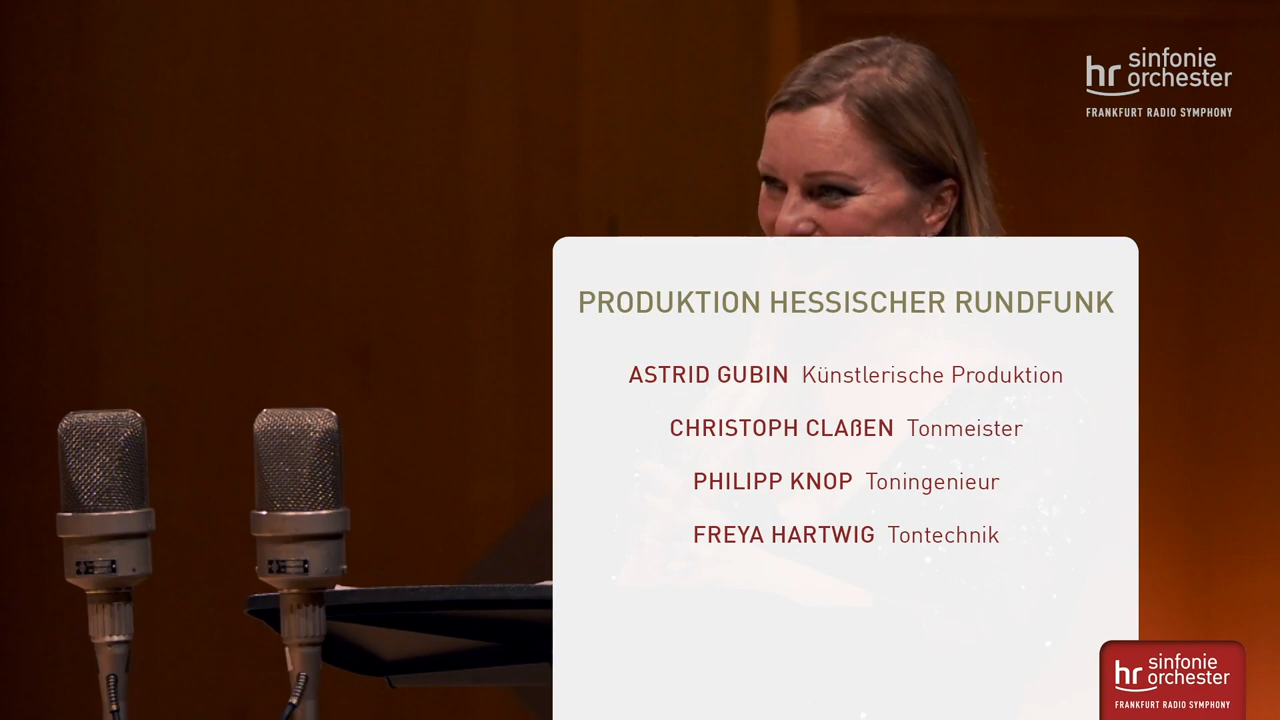 hr sinfonie
orchester
FRANKFURT RADIO SYMPHONY
PRODUKTION HESSISCHER RUNDFUNK
ASTRID GUBIN Künstlerische Produktion
CHRISTOPH CLAßEN Tonmeister
PHILIPP KNOP Toningenieur
FREYA HARTWIG Tontechnik
hr sinfonie
orchester
FRANKFURT RADIO SYMPHONY